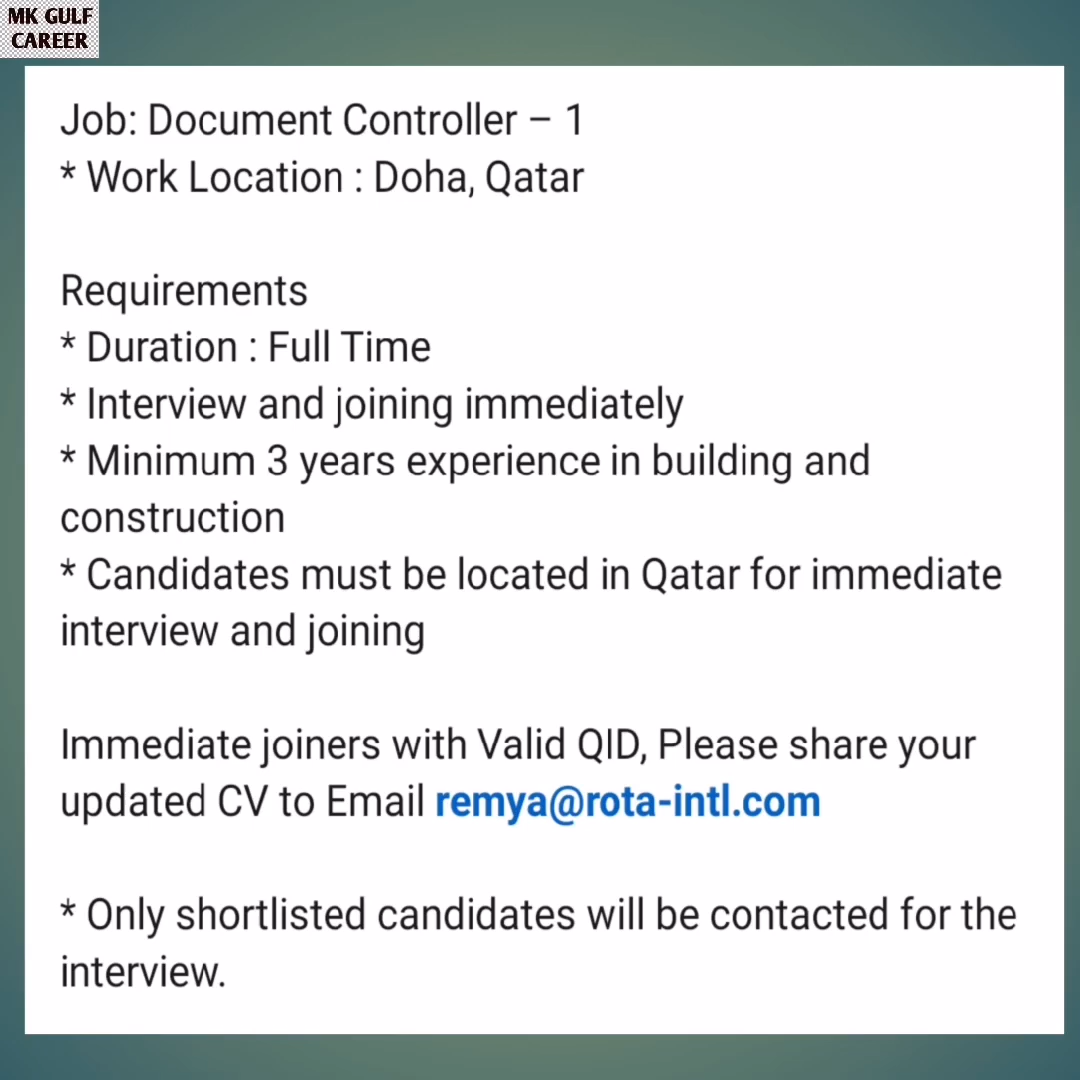 MK GULF
CAREER
Job: Document Controller – 1
* Work Location : Doha, Qatar
Requirements
* Duration : Full Time
* Interview and joining immediately
* Minimum 3 years experience in building and
construction
* Candidates must be located in Qatar for immediate
interview and joining
Immediate joiners with Valid QID, Please share your
updated CV to Email remya@rota-intl.com
* Only shortlisted candidates will be contacted for the
interview.